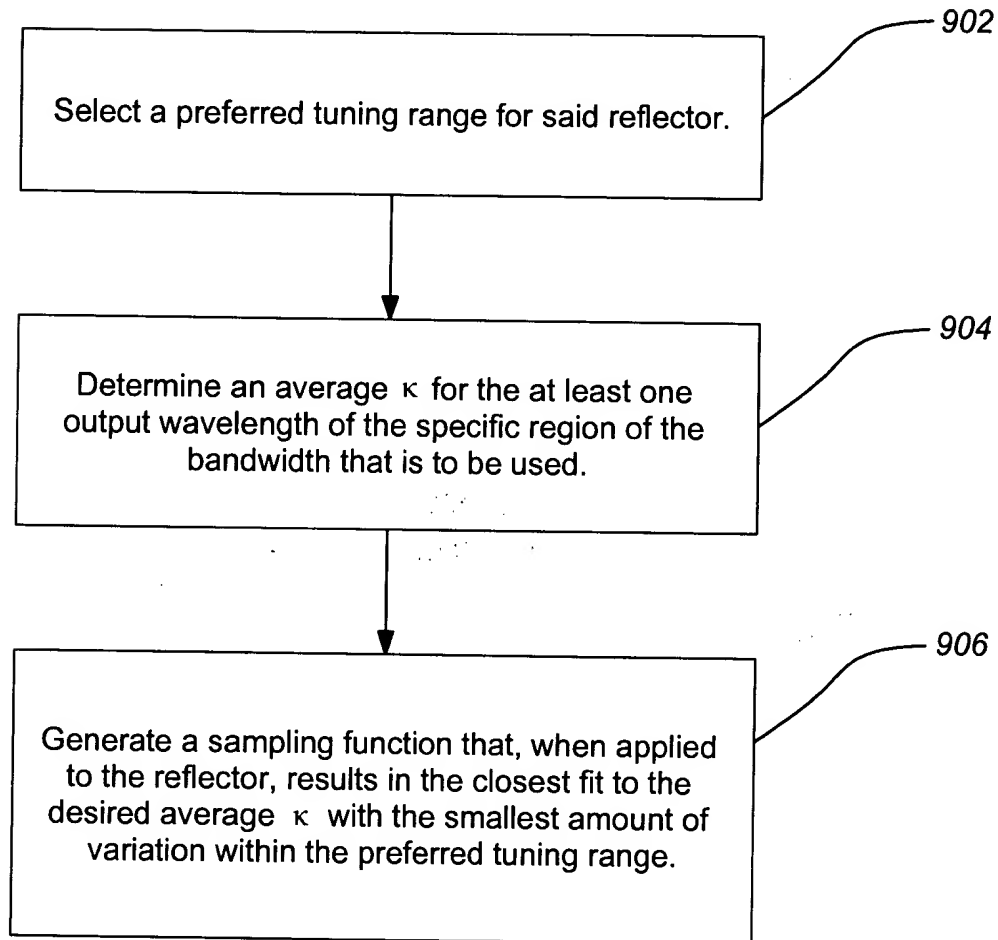 902
Select a preferred tuning range for said reflector.
904
Determine an average κ for the at least one
output wavelength of the specific region of the
bandwidth that is to be used.
906
Generate a sampling function that, when applied
to the reflector, results in the closest fit to the
desired average κ with the smallest amount of
variation within the preferred tuning range.